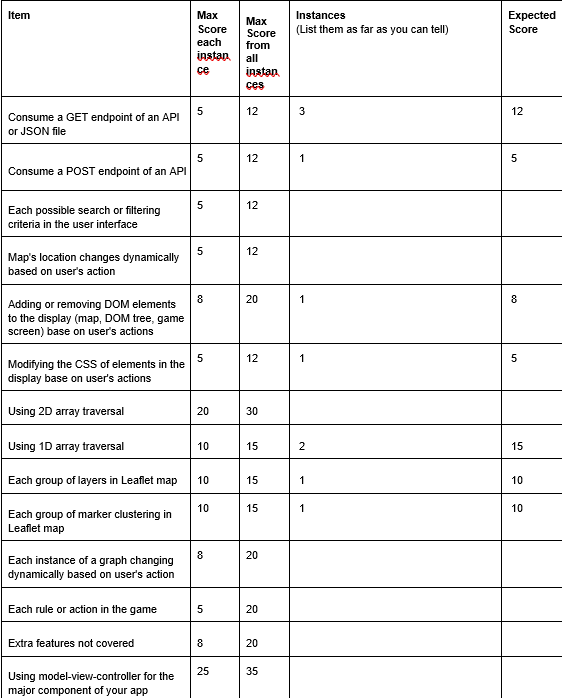 Item
Max
Score
each
instan
ce
Max
Score
from
all
instan
ces
Instances
(List them as far as you can tell)
Expected
Score
Consume a GET endpoint of an API
or JSON file
5
12
3
12
Consume a POST endpoint of an API
5
12
1
5
Each possible search or filtering
criteria in the user interface
5
12
Map's location changes dynamically
based on user's action
5
12
Adding or removing DOM elements
to the display (map, DOM tree, game
screen) base on user's actions
8
20
1
8
Modifying the CSS of elements in the
display base on user's actions
5
12
1
5
Using 2D array traversal
20
30
Using 1D array traversal
10
15
2
15
Each group of layers in Leaflet map
10
15
1
10
Each group of marker clustering in
Leaflet map
10
15
1
10
Each instance of a graph changing
dynamically based on user's action
8
20
Each rule or action in the game
5
20
Extra features not covered
8
20
Using model-view-controller for the
major component of your app
25
35